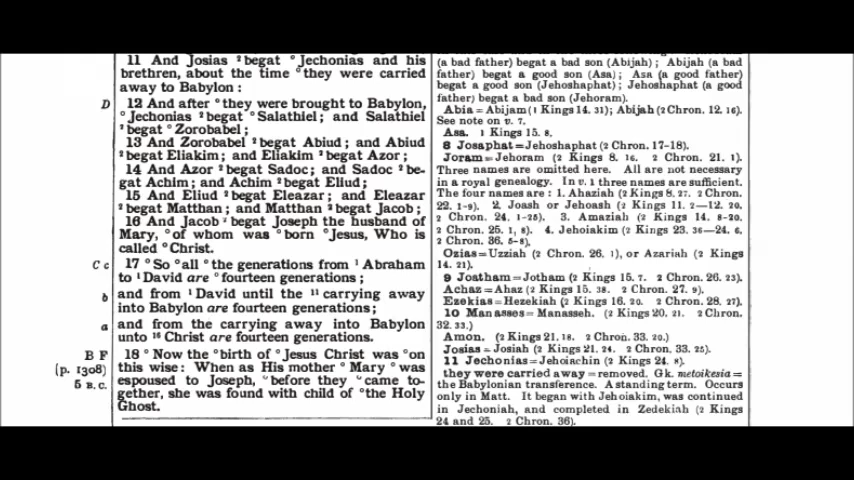 11 And Josias ²begat °Jechonias and his
brethren, about the time °they were carried
away to Babylon :
D
12 And after °they were brought to Babylon,
°Jechonias ²begat °Salathiel; and Salathiel
²begat °Zorobabel;
13 And Zorobabel ²begat Abiud; and Abiud
²begat Eliakim; and Eliakim ²begat Azor;
14 And Azor ²begat Sadoc; and Sadoc ²be-
gat Achim; and Achim ²begat Eliud;
15 And Eliud ²begat Eleazar; and Eleazar
²begat Matthan; and Matthan ²begat Jacob;
16 And Jacob ²begat Joseph the husband of
Mary, °of whom was °born °Jesus, Who is
called °Christ.
C c
17 °So °all °the generations from ¹Abraham
to ¹David are °fourteen generations;
b
and from ¹David until the ¹¹carrying away
into Babylon are fourteen generations;
a
and from the carrying away into Babylon
unto ¹⁶Christ are fourteen generations.
B F
(p. 1308)
5 B.C.
18 °Now the °birth of °Jesus Christ was °on
this wise: When as His mother °Mary °was
espoused to Joseph, °before they °came to-
gether, she was found with child of °the Holy
Ghost.
(a bad father) begat a bad son (Abijah); Abijah (a bad
father) begat a good son (Asa); Asa (a good father)
begat a good son (Jehoshaphat); Jehoshaphat (a good
father) begat a bad son (Jehoram).
Abia=Abijam (1 Kings 14. 31); Abijah (2 Chron. 12. 16).
See note on v. 7.
Asa. 1 Kings 15. 8.
8 Josaphat=Jehoshaphat (2 Chron. 17-18).
Joram=Jehoram (2 Kings 8. 16. 2 Chron. 21. 1).
Three names are omitted here. All are not necessary
in a royal genealogy. In v. 1 three names are sufficient.
The four names are : 1. Ahaziah (2 Kings 8. 27. 2 Chron.
22. 1-9). 2. Joash or Jehoash (2 Kings 11. 2—12. 20.
2 Chron. 24. 1-25). 3. Amaziah (2 Kings 14. 8-20.
2 Chron. 25. 1, 8). 4. Jehoiakim (2 Kings 23. 36—24. 6.
2 Chron. 36. 5-8).
Ozias=Uzziah (2 Chron. 26. 1), or Azariah (2 Kings
14. 21).
9 Joatham=Jotham (2 Kings 15. 7. 2 Chron. 26. 23).
Achaz=Ahaz (2 Kings 15. 38. 2 Chron. 27. 9).
Ezekias=Hezekiah (2 Kings 16. 20. 2 Chron. 28. 27).
10 Manasses=Manasseh. (2 Kings 20. 21. 2 Chron.
32. 33.)
Amon. (2 Kings 21. 18. 2 Chron. 33. 20.)
Josias=Josiah (2 Kings 21. 24. 2 Chron. 33. 25).
11 Jechonias=Jehoiachin (2 Kings 24. 8).
they were carried away=removed. Gk. metoikesia=
the Babylonian transference. A standing term. Occurs
only in Matt. It began with Jehoiakim, was continued
in Jechoniah, and completed in Zedekiah (2 Kings
24 and 25. 2 Chron. 36).